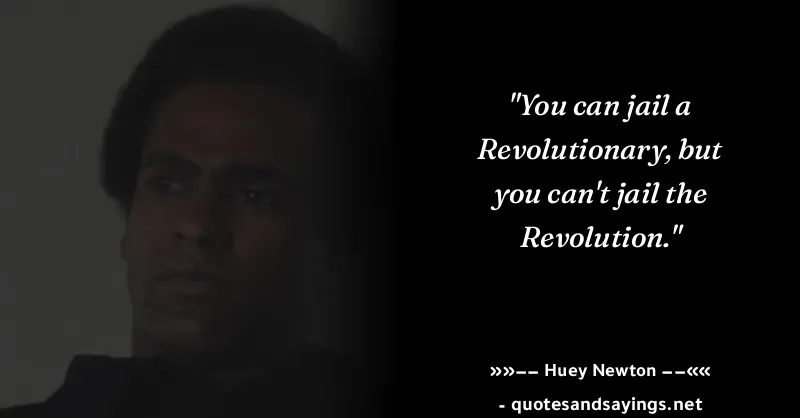 "You can jail a
Revolutionary, but
you can't jail the
Revolution."
»»−− Huey Newton −−««
- quotesandsayings.net